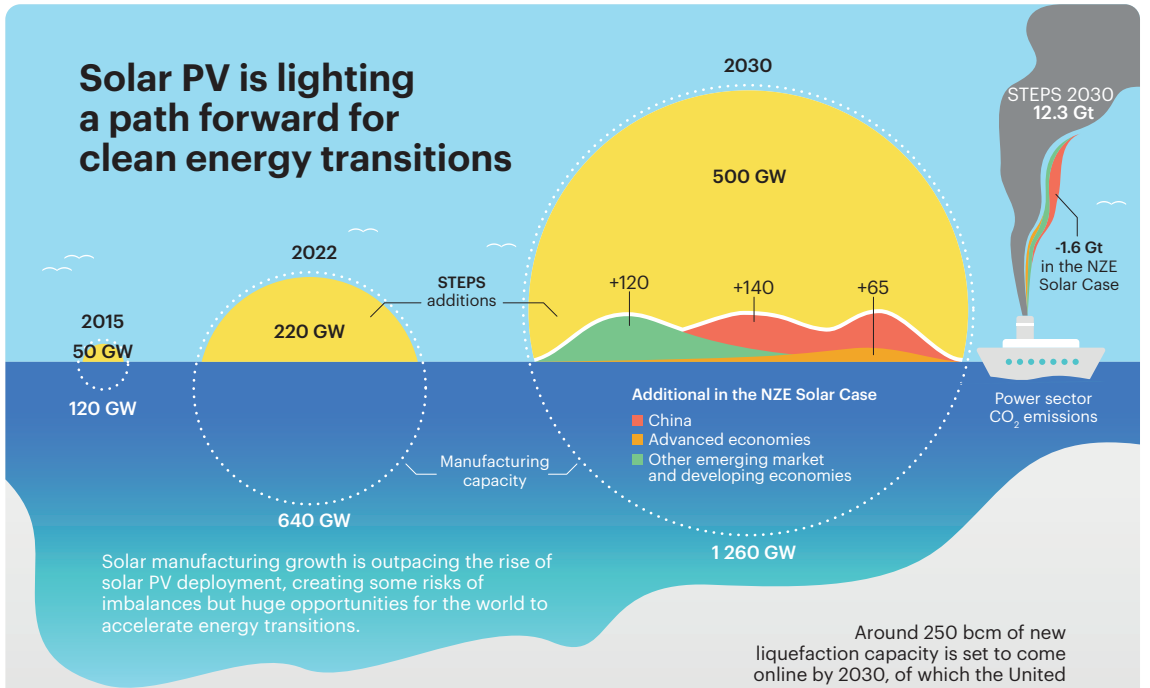 Solar PV is lighting
a path forward for
clean energy transitions
2030
500 GW
STEPS 2030
12.3 Gt
-1.6 Gt
in the NZE
Solar Case
2022
220 GW
STEPS
additions
+120
+140
+65
2015
50 GW
120 GW
Additional in the NZE Solar Case
China
Advanced economies
Other emerging market
and developing economies
Power sector
CO₂ emissions
Manufacturing
capacity
640 GW
1 260 GW
Solar manufacturing growth is outpacing the rise of
solar PV deployment, creating some risks of
imbalances but huge opportunities for the world to
accelerate energy transitions.
Around 250 bcm of new
liquefaction capacity is set to come
online by 2030, of which the United